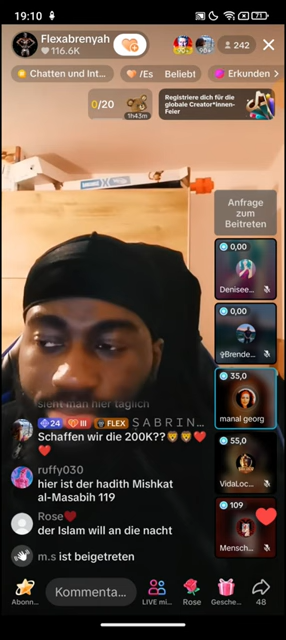 19:10
71
Flexabrenyah
116.6K
242
Chatten und Int...
/Es Beliebt
Erkunden >
0/20
1h43m
Registriere dich für die
globale Creator*innen-
Feier
Anfrage
zum
Beitreten
0,00
Denisee...
0,00
Brende...
35,0
manal georg
55,0
VidaLoc...
109
Mensch...
sieht man hier täglich
24 III FLEX SABRIN...
Schaffen wir die 200K??
ruffy030
hier ist der hadith Mishkat
al-Masabih 119
Rose
der Islam will an die nacht
m.s ist beigetreten
Abonn...
Kommenta...
LIVE mi...
Rose
Gesche...
48